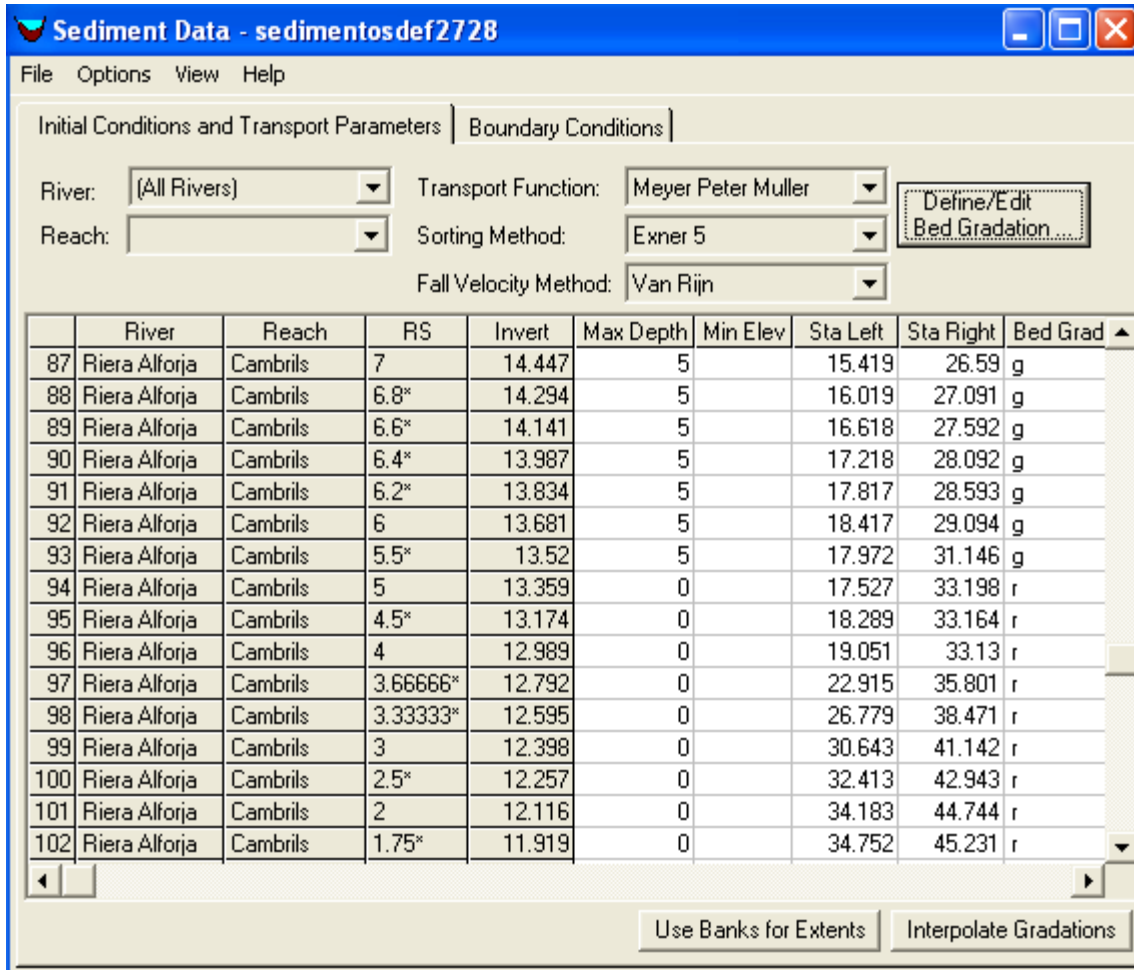 Sediment Data - sedimentosdef2728
File Options View Help
Initial Conditions and Transport Parameters Boundary Conditions
River: (All Rivers) Transport Function: Meyer Peter Muller Define/Edit
Reach: Sorting Method: Exner 5 Bed Gradation ...
Fall Velocity Method: Van Rijn
River Reach RS Invert Max Depth Min Elev Sta Left Sta Right Bed Grad
87 Riera Alforja Cambrils 7 14.447 5 15.419 26.59 g
88 Riera Alforja Cambrils 6.8* 14.294 5 16.019 27.091 g
89 Riera Alforja Cambrils 6.6* 14.141 5 16.618 27.592 g
90 Riera Alforja Cambrils 6.4* 13.987 5 17.218 28.092 g
91 Riera Alforja Cambrils 6.2* 13.834 5 17.817 28.593 g
92 Riera Alforja Cambrils 6 13.681 5 18.417 29.094 g
93 Riera Alforja Cambrils 5.5* 13.52 5 17.972 31.146 g
94 Riera Alforja Cambrils 5 13.359 0 17.527 33.198 r
95 Riera Alforja Cambrils 4.5* 13.174 0 18.289 33.164 r
96 Riera Alforja Cambrils 4 12.989 0 19.051 33.13 r
97 Riera Alforja Cambrils 3.66666* 12.792 0 22.915 35.801 r
98 Riera Alforja Cambrils 3.33333* 12.595 0 26.779 38.471 r
99 Riera Alforja Cambrils 3 12.398 0 30.643 41.142 r
100 Riera Alforja Cambrils 2.5* 12.257 0 32.413 42.943 r
101 Riera Alforja Cambrils 2 12.116 0 34.183 44.744 r
102 Riera Alforja Cambrils 1.75* 11.919 0 34.752 45.231 r
Use Banks for Extents Interpolate Gradations